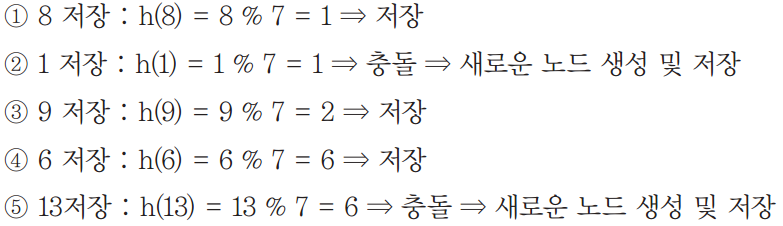 ① 8 저장 : h(8) = 8 % 7 = 1 ⇒ 저장
② 1 저장 : h(1) = 1 % 7 = 1 ⇒ 충돌 ⇒ 새로운 노드 생성 및 저장
③ 9 저장 : h(9) = 9 % 7 = 2 ⇒ 저장
④ 6 저장 : h(6) = 6 % 7 = 6 ⇒ 저장
⑤ 13저장 : h(13) = 13 % 7 = 6 ⇒ 충돌 ⇒ 새로운 노드 생성 및 저장